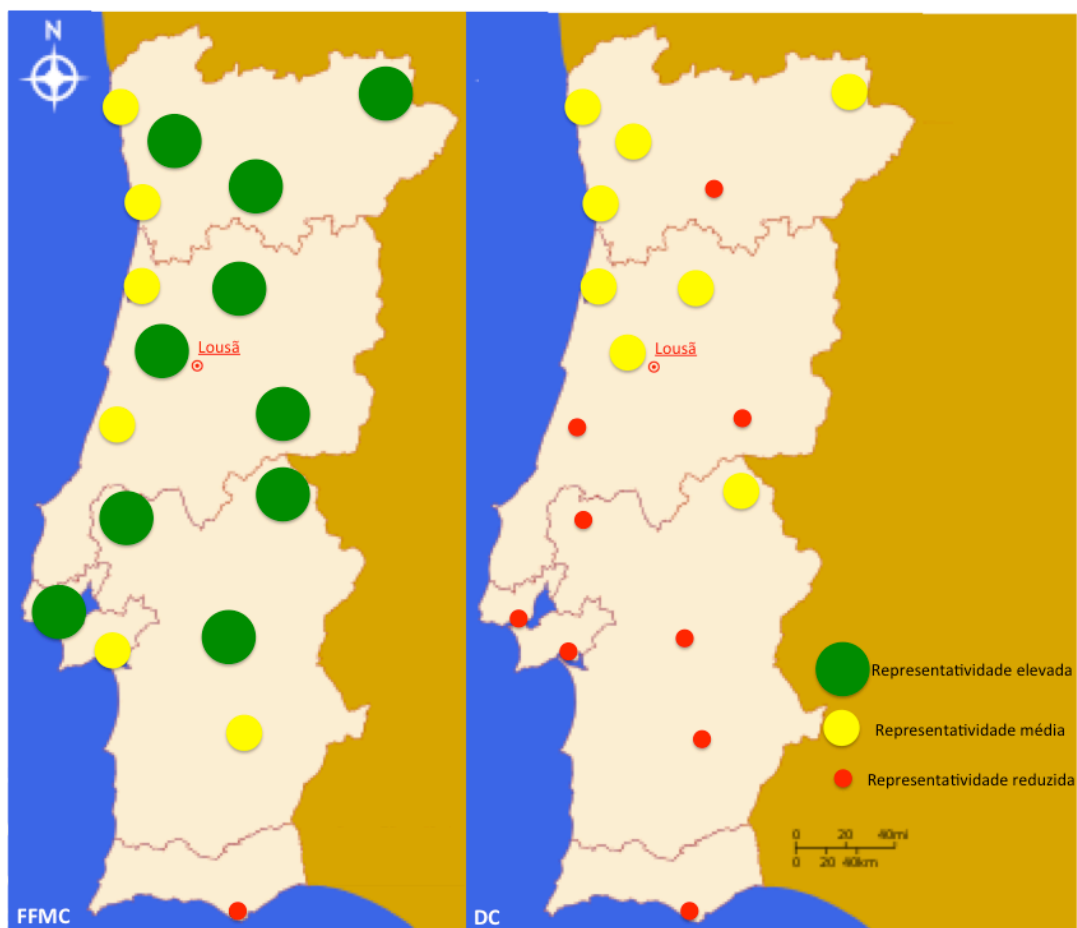 N
Lousã
Lousã
Representatividade elevada
Representatividade média
Representatividade reduzida
0 20 40mi
0 20 40km
FFMC
DC